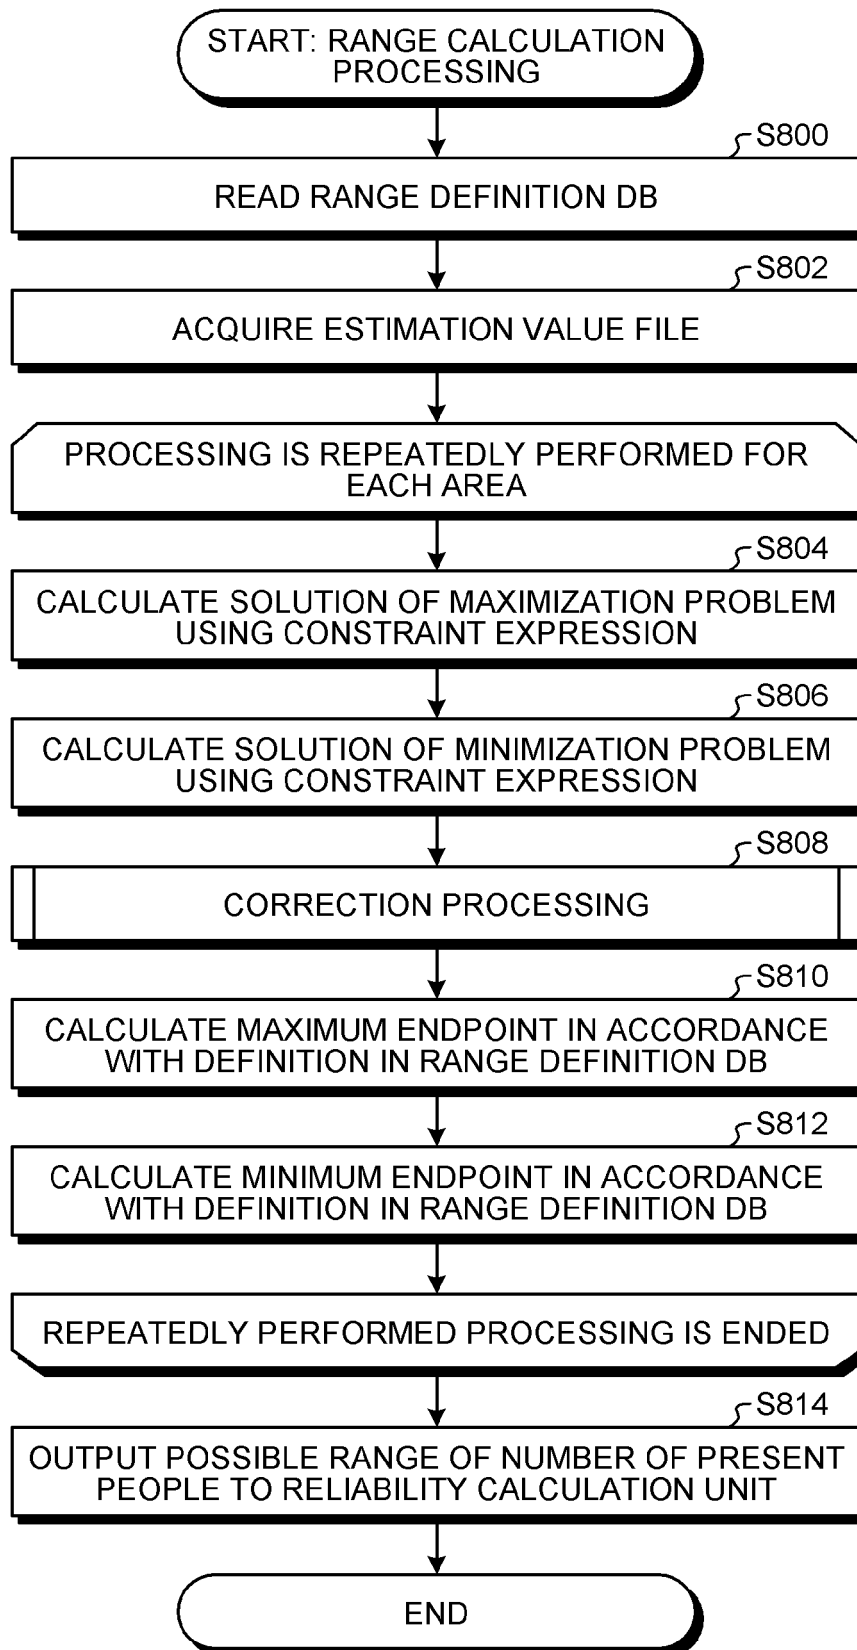 START: RANGE CALCULATION
PROCESSING
S800
READ RANGE DEFINITION DB
S802
ACQUIRE ESTIMATION VALUE FILE
PROCESSING IS REPEATEDLY PERFORMED FOR
EACH AREA
S804
CALCULATE SOLUTION OF MAXIMIZATION PROBLEM
USING CONSTRAINT EXPRESSION
S806
CALCULATE SOLUTION OF MINIMIZATION PROBLEM
USING CONSTRAINT EXPRESSION
S808
CORRECTION PROCESSING
S810
CALCULATE MAXIMUM ENDPOINT IN ACCORDANCE
WITH DEFINITION IN RANGE DEFINITION DB
S812
CALCULATE MINIMUM ENDPOINT IN ACCORDANCE
WITH DEFINITION IN RANGE DEFINITION DB
REPEATEDLY PERFORMED PROCESSING IS ENDED
S814
OUTPUT POSSIBLE RANGE OF NUMBER OF PRESENT
PEOPLE TO RELIABILITY CALCULATION UNIT
END